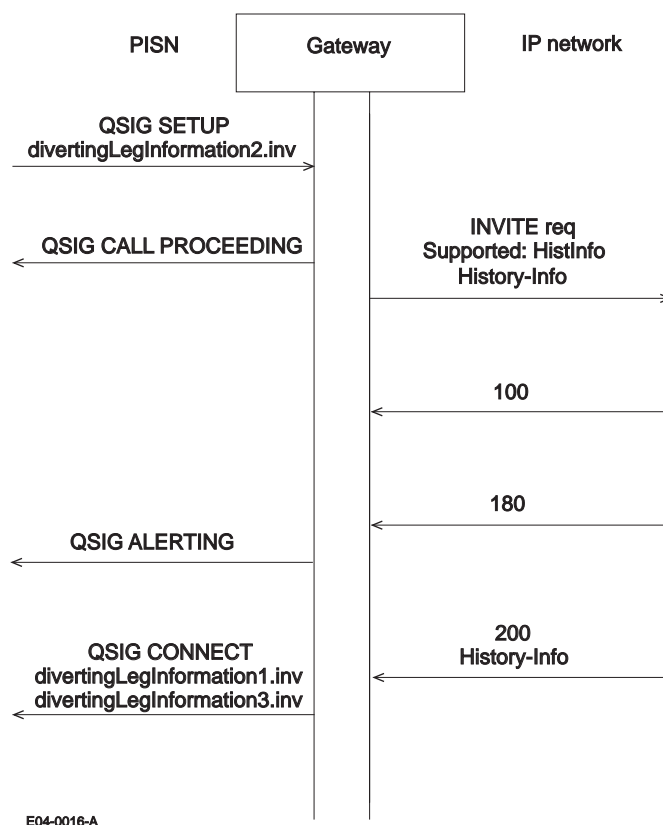 PISN
Gateway
IP network
QSIG SETUP
divertingLegInformation2.inv
INVITE req
Supported: HistInfo
History-Info
QSIG CALL PROCEEDING
100
180
QSIG ALERTING
200
History-Info
QSIG CONNECT
divertingLegInformation1.inv
divertingLegInformation3.inv
E04-0016-A